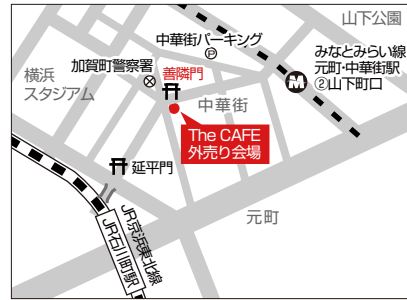 山下公園
中華街パーキング
P
みなとみらい線
元町・中華街駅
②山下町口
M
加賀町警察署
善隣門
横浜
スタジアム
中華街
The CAFE
外売り会場
延平門
元町
JR京浜東北線
JR石川町駅